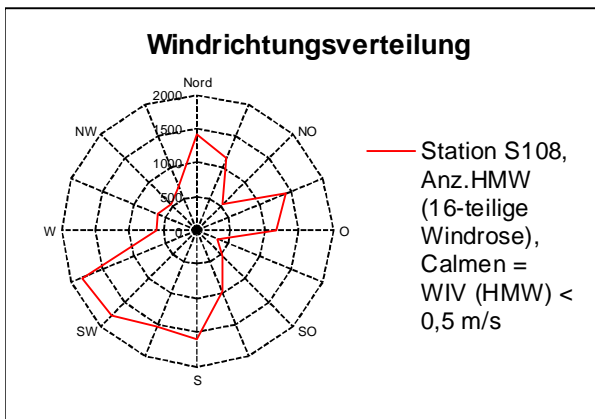 Windrichtungsverteilung
Nord
2000
1500
1000
500
0
NO
O
SO
S
SW
W
NW
Station S108,
Anz.HMW
(16-teilige
Windrose),
Calmen =
WIV (HMW) <
0,5 m/s